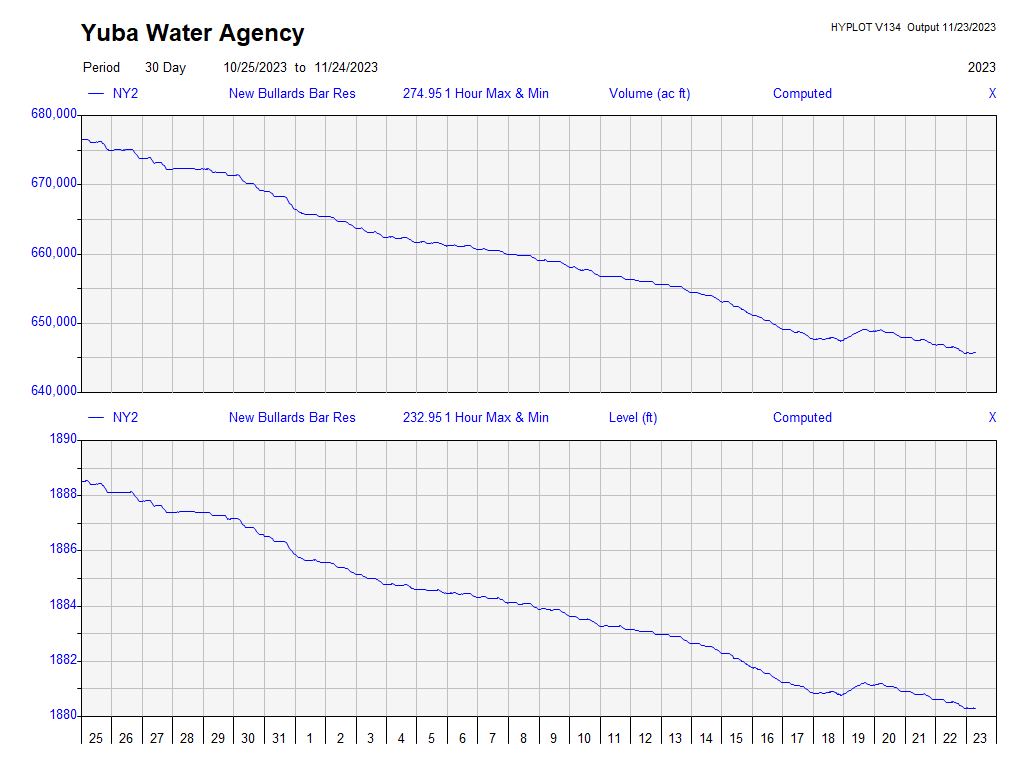 Yuba Water Agency
HYPLOT V134 Output 11/23/2023
Period 30 Day 10/25/2023 to 11/24/2023 2023
NY2 New Bullards Bar Res 274.95 1 Hour Max & Min Volume (ac ft) Computed X
680,000
670,000
660,000
650,000
640,000
NY2 New Bullards Bar Res 232.95 1 Hour Max & Min Level (ft) Computed X
1890
1888
1886
1884
1882
1880
25 26 27 28 29 30 31 1 2 3 4 5 6 7 8 9 10 11 12 13 14 15 16 17 18 19 20 21 22 23